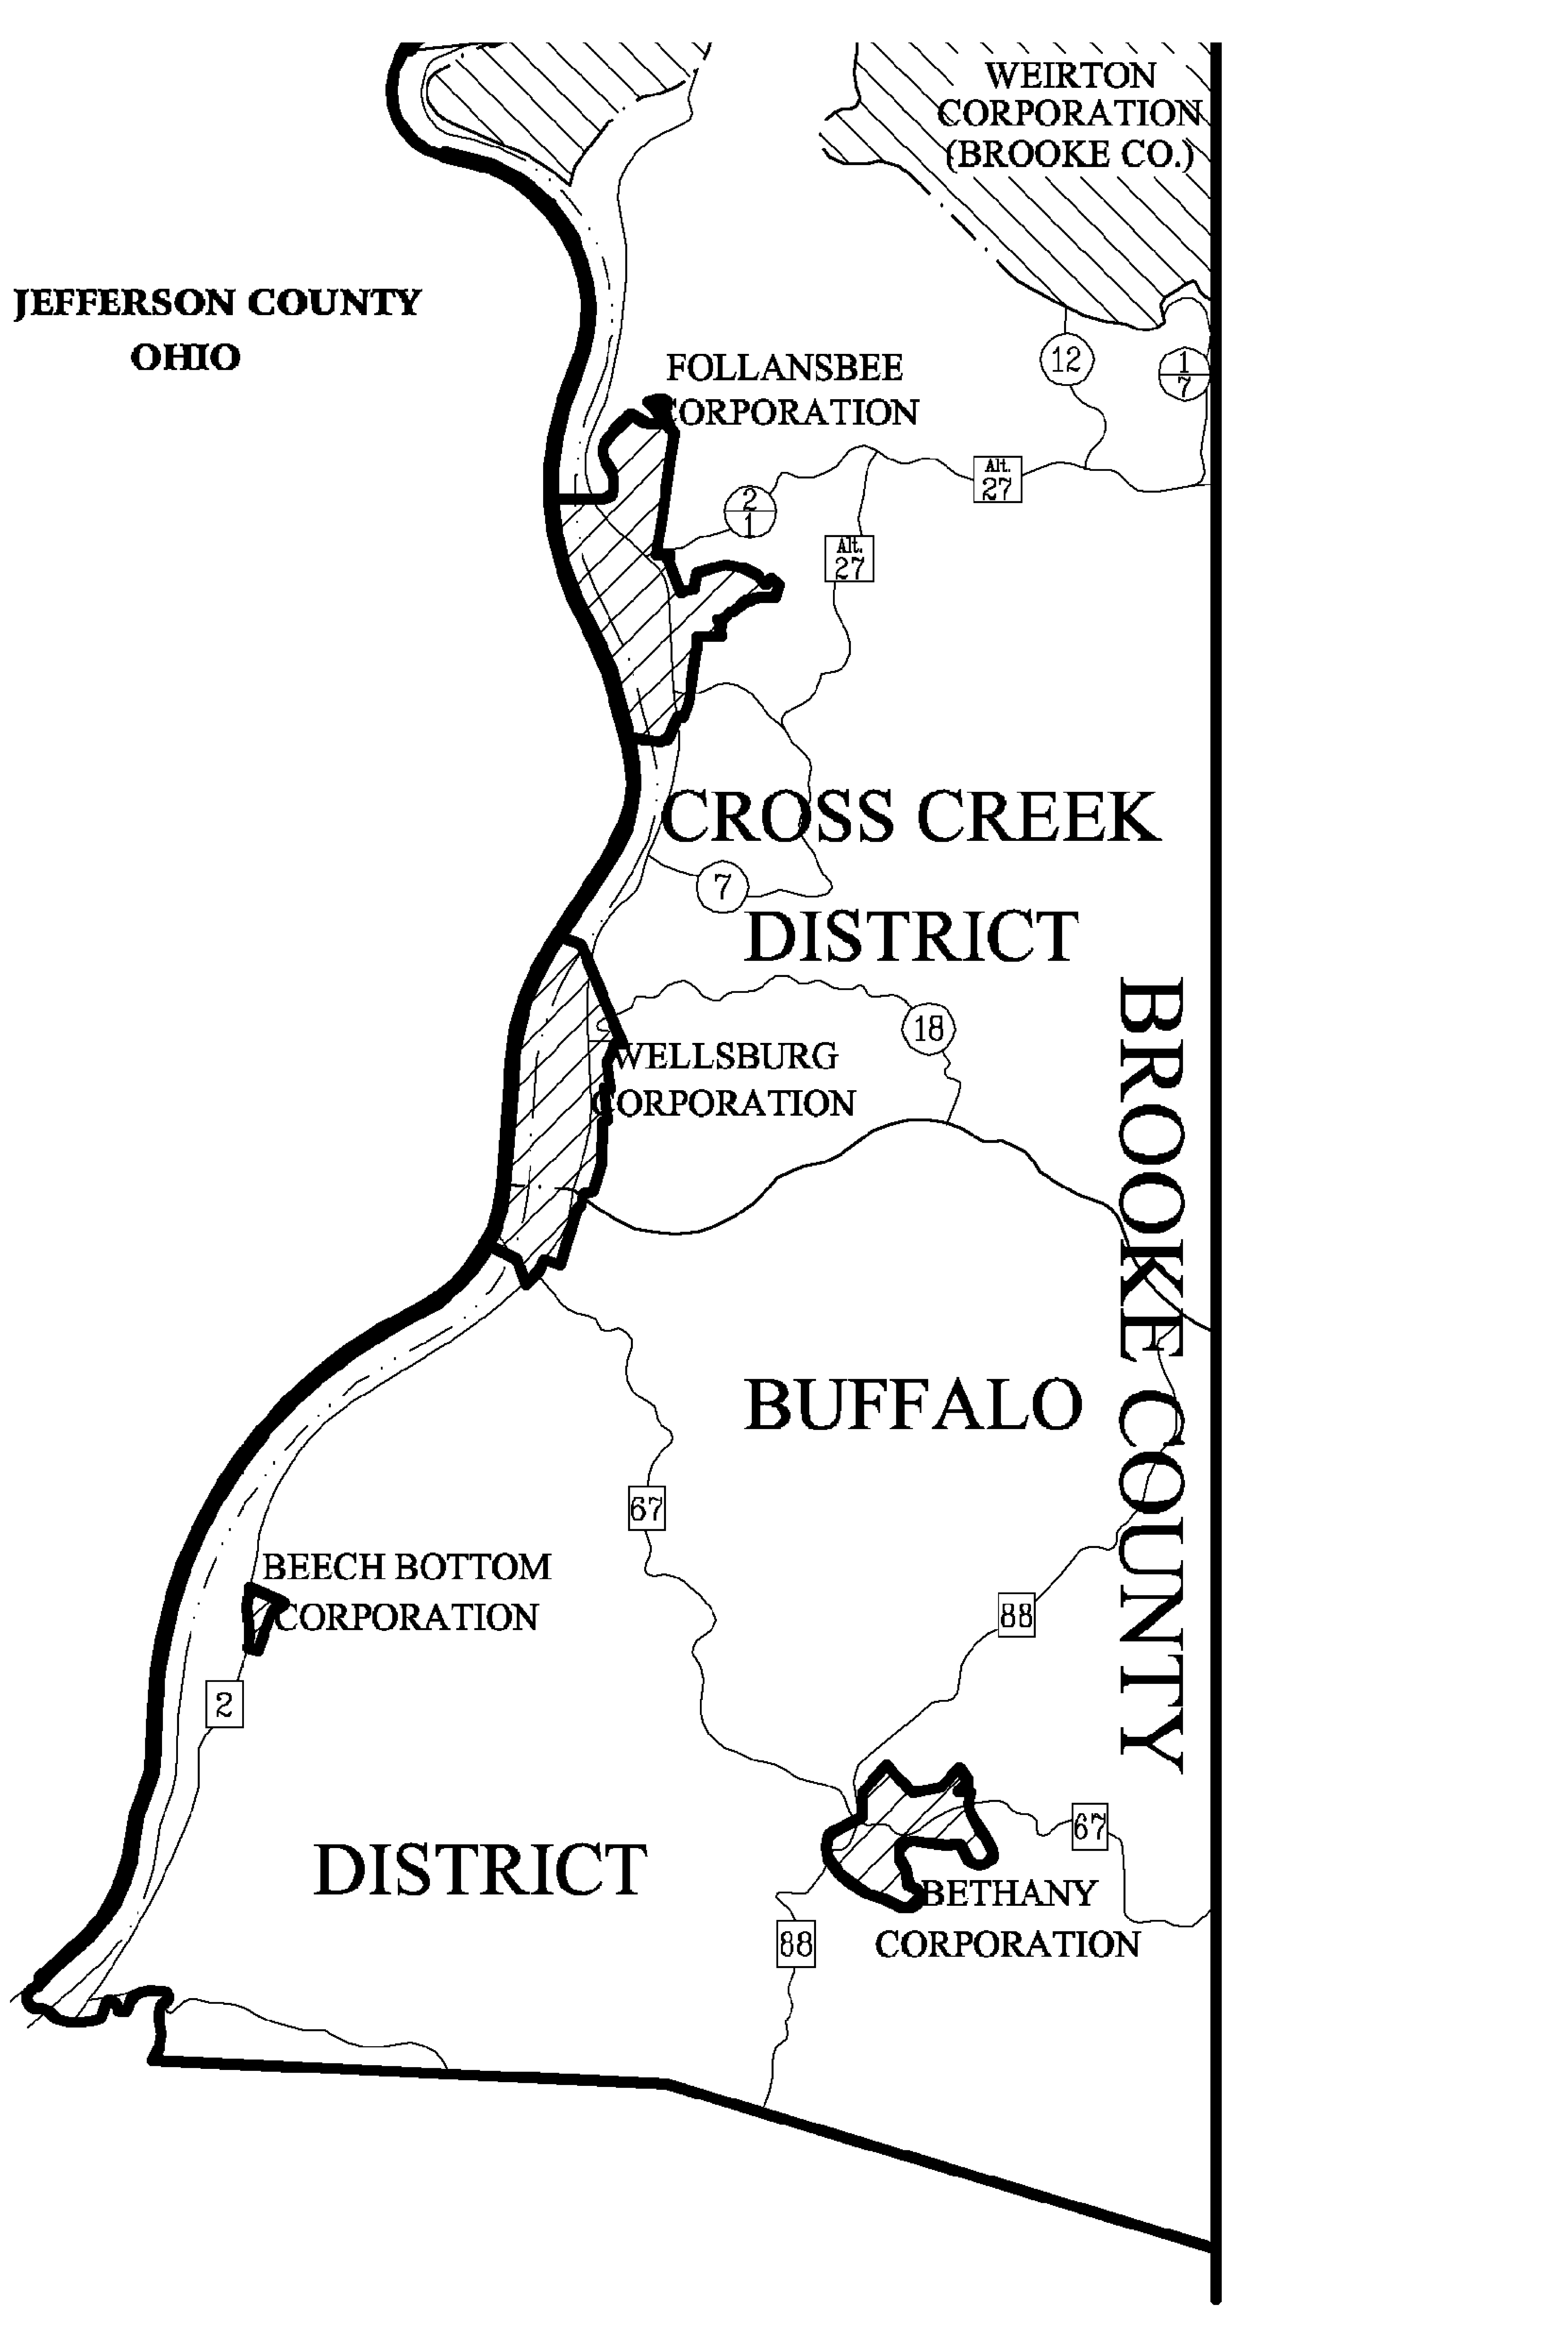 WEIRTON
CORPORATION
(BROOKE CO.)
JEFFERSON COUNTY
OHIO
FOLLANSBEE
CORPORATION
12
1
7
Alt.
27
2
1
Alt.
27
CROSS CREEK
7
DISTRICT
18
WELLSBURG
CORPORATION
BROOKE COUNTY
BUFFALO
67
BEECH BOTTOM
CORPORATION
88
2
67
DISTRICT
BETHANY
CORPORATION
88